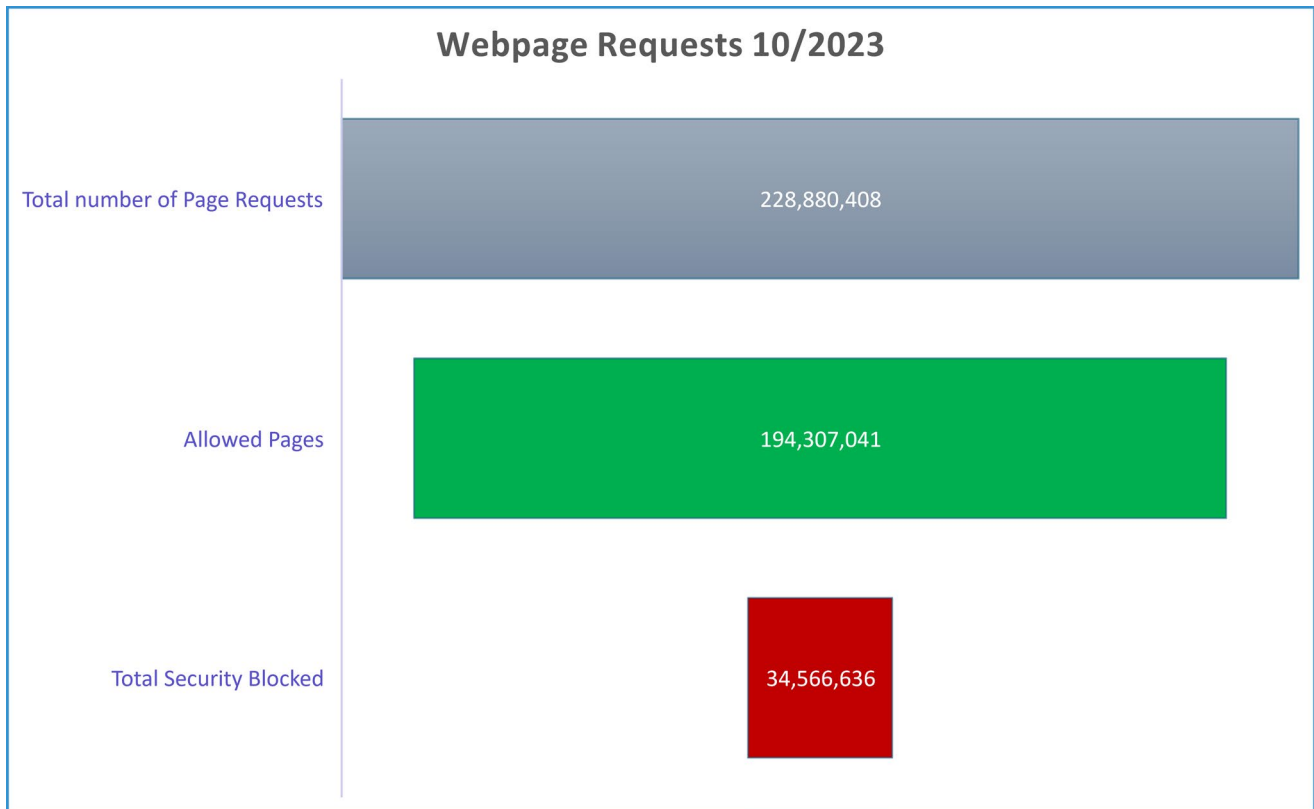 Webpage Requests 10/2023
Total number of Page Requests
228,880,408
Allowed Pages
194,307,041
Total Security Blocked
34,566,636